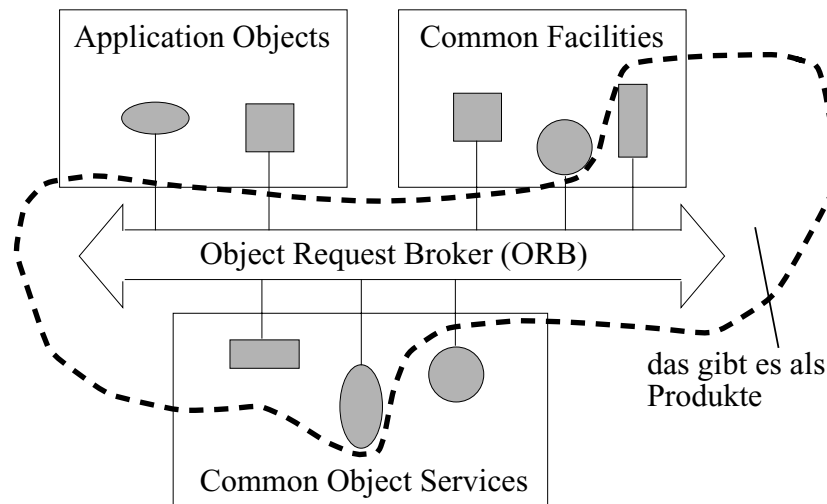 Application Objects
Common Facilities
Object Request Broker (ORB)
das gibt es als
Produkte
Common Object Services